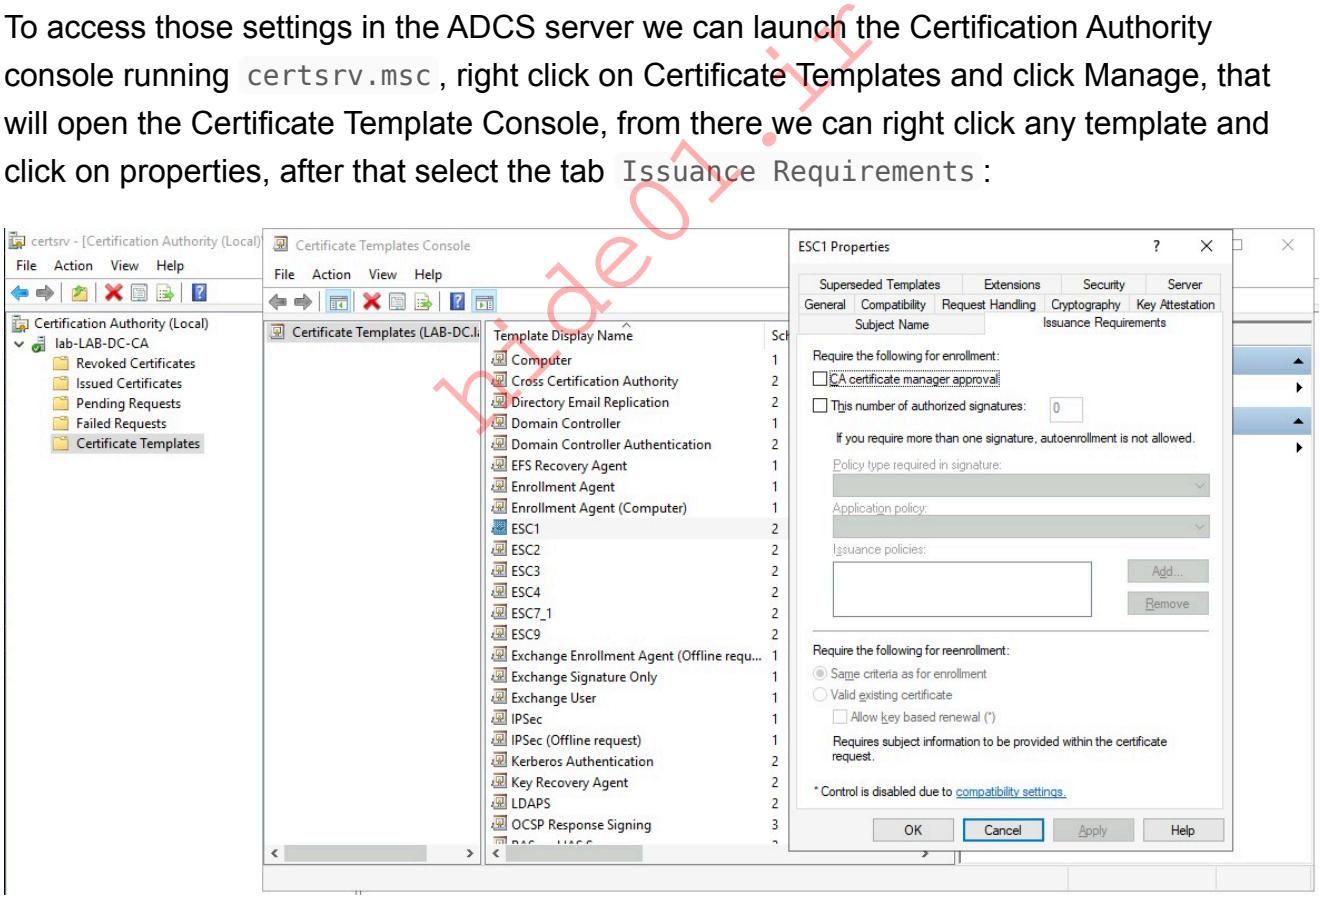 To access those settings in the ADCS server we can launch the Certification Authority
console running certsrv.msc, right click on Certificate Templates and click Manage, that
will open the Certificate Template Console, from there we can right click any template and
click on properties, after that select the tab Issuance Requirements:
hide01.ir
certsrv - [Certification Authority (Local)
File Action View Help
Certification Authority (Local)
lab-LAB-DC-CA
Revoked Certificates
Issued Certificates
Pending Requests
Failed Requests
Certificate Templates
Certificate Templates Console
File Action View Help
Certificate Templates (LAB-DC.l
Template Display Name Sch
Computer 1
Cross Certification Authority 2
Directory Email Replication 2
Domain Controller 1
Domain Controller Authentication 2
EFS Recovery Agent 1
Enrollment Agent 1
Enrollment Agent (Computer) 1
ESC1 2
ESC2 2
ESC3 2
ESC4 2
ESC7_1 2
ESC9 2
Exchange Enrollment Agent (Offline requ... 1
Exchange Signature Only 1
Exchange User 1
IPSec 1
IPSec (Offline request) 1
Kerberos Authentication 2
Key Recovery Agent 2
LDAPS 2
OCSP Response Signing 3
ESC1 Properties
Superseded Templates Extensions Security Server
General Compatibility Request Handling Cryptography Key Attestation
Subject Name Issuance Requirements
Require the following for enrollment:
CA certificate manager approval
This number of authorized signatures: 0
If you require more than one signature, autoenrollment is not allowed.
Policy type required in signature:
Application policy:
Issuance policies:
Add...
Remove
Require the following for reenrollment:
Same criteria as for enrollment
Valid existing certificate
Allow key based renewal (*)
Requires subject information to be provided within the certificate
request.
* Control is disabled due to compatibility settings.
OK Cancel Apply Help